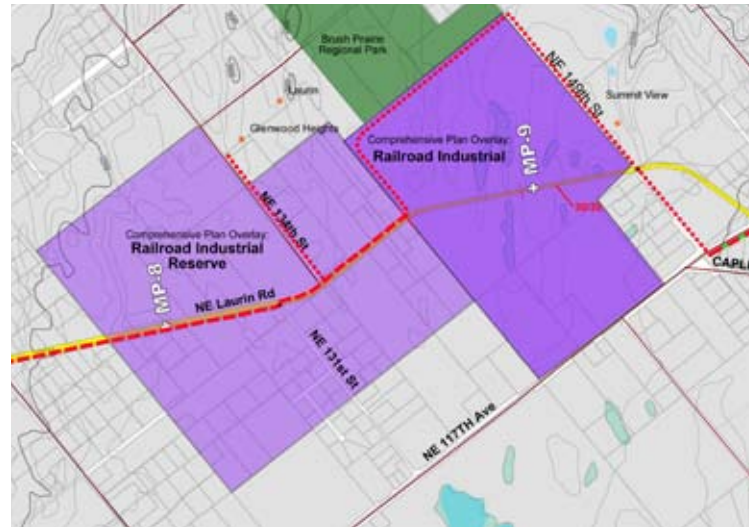 Brush Prairie
Regional Park
NE 149th St
Laurin
Summit View
Glenwood Heights
Comprehensive Plan Overlay:
Railroad Industrial
MP-9
NE 134th St
Comprehensive Plan Overlay:
Railroad Industrial
Reserve
MP-8
NE Laurin Rd
NE 131st St
NE 117TH Ave
CAPL